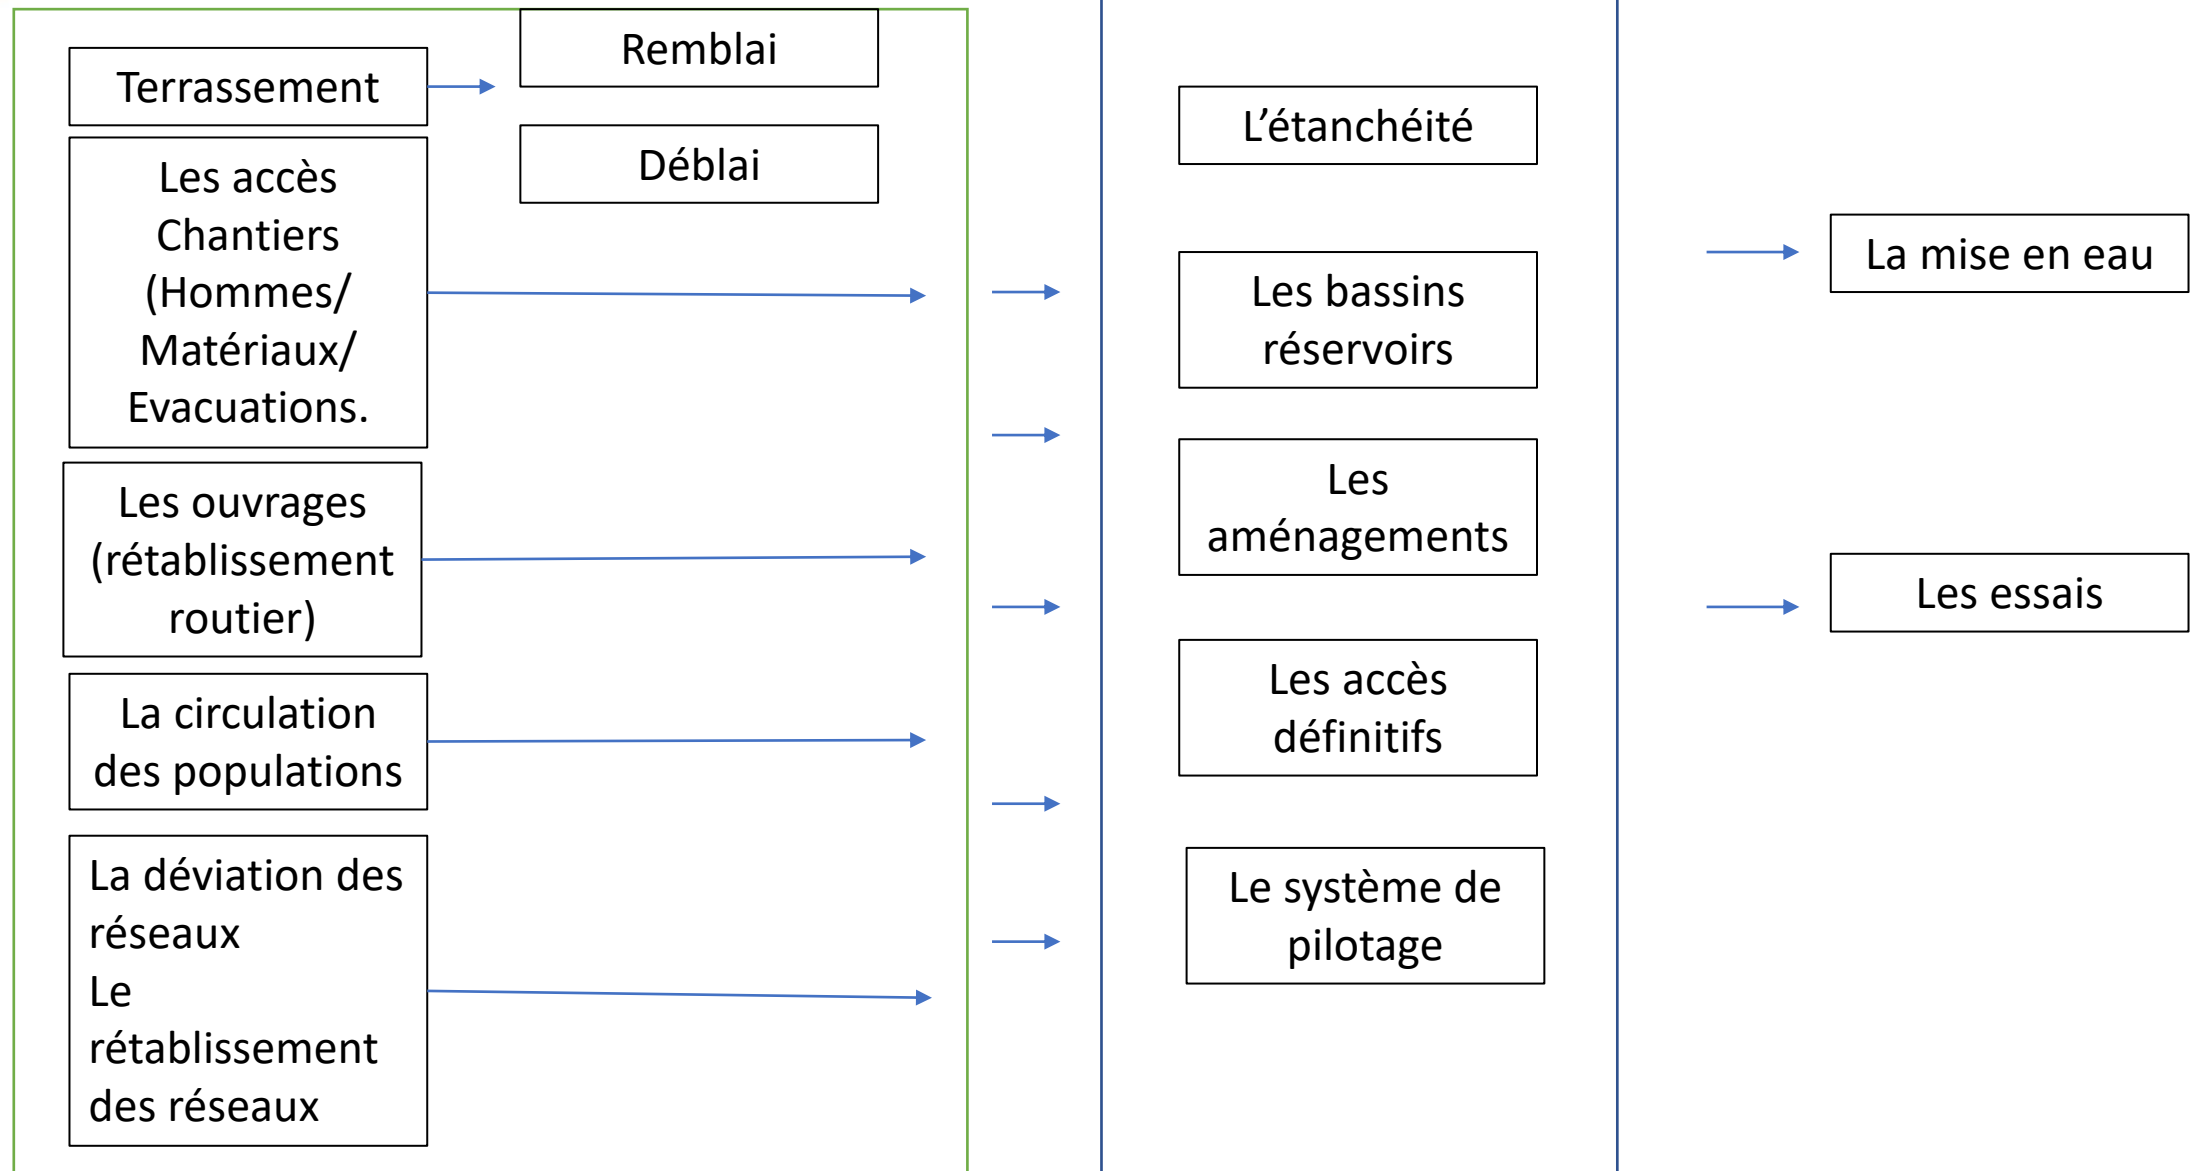 Terrassement
Remblai
Déblai
Les accès
Chantiers
(Hommes/
Matériaux/
Evacuations.
Les ouvrages
(rétablissement
routier)
La circulation
des populations
La déviation des
réseaux
Le
rétablissement
des réseaux
L’étanchéité
Les bassins
réservoirs
Les
aménagements
Les accès
définitifs
Le système de
pilotage
La mise en eau
Les essais